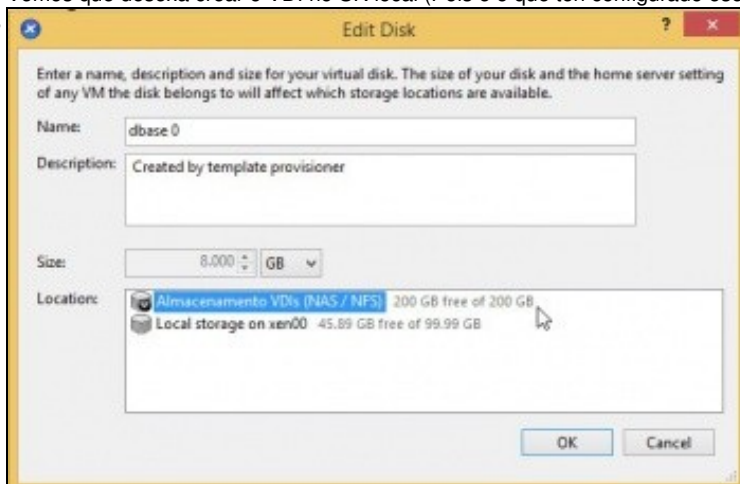 Edit Disk
Enter a name, description and size for your virtual disk. The size of your disk and the home server setting
of any VM the disk belongs to will affect which storage locations are available.
Name: dbase 0
Description: Created by template provisioner
Size: 8.000 GB
Location: Almacenamento VDIs (NAS / NFS) 200 GB free of 200 GB
Local storage on xen00 45.89 GB free of 99.99 GB
OK Cancel